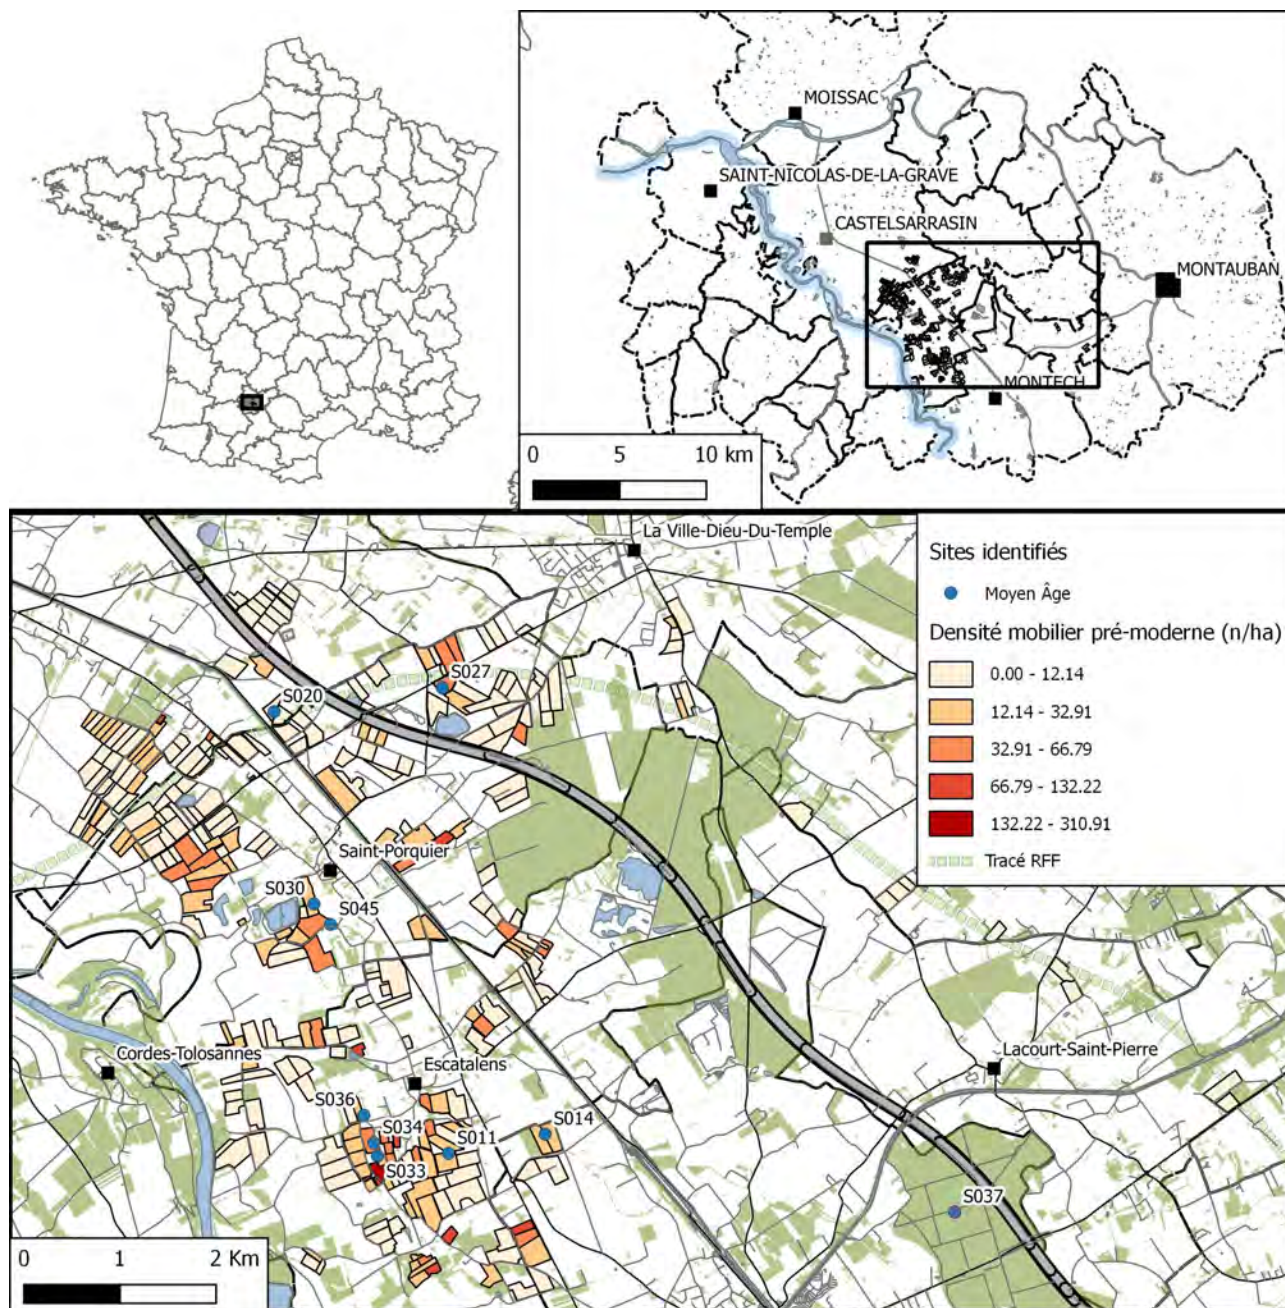 MOISSAC
SAINT-NICOLAS-DE-LA-GRAVE
CASTELSARRASIN
MONTAUBAN
MONTECH
0 5 10 km
La Ville-Dieu-Du-Temple
Sites identifiés
Moyen Âge
Densité mobilier pré-moderne (n/ha)
0.00 - 12.14
12.14 - 32.91
32.91 - 66.79
66.79 - 132.22
132.22 - 310.91
Tracé RFF
S027
S020
Saint-Porquier
S030
S045
Cordes-Tolosannes
Escatalens
Lacourt-Saint-Pierre
S036
S034
S011
S014
S033
S037
0 1 2 Km